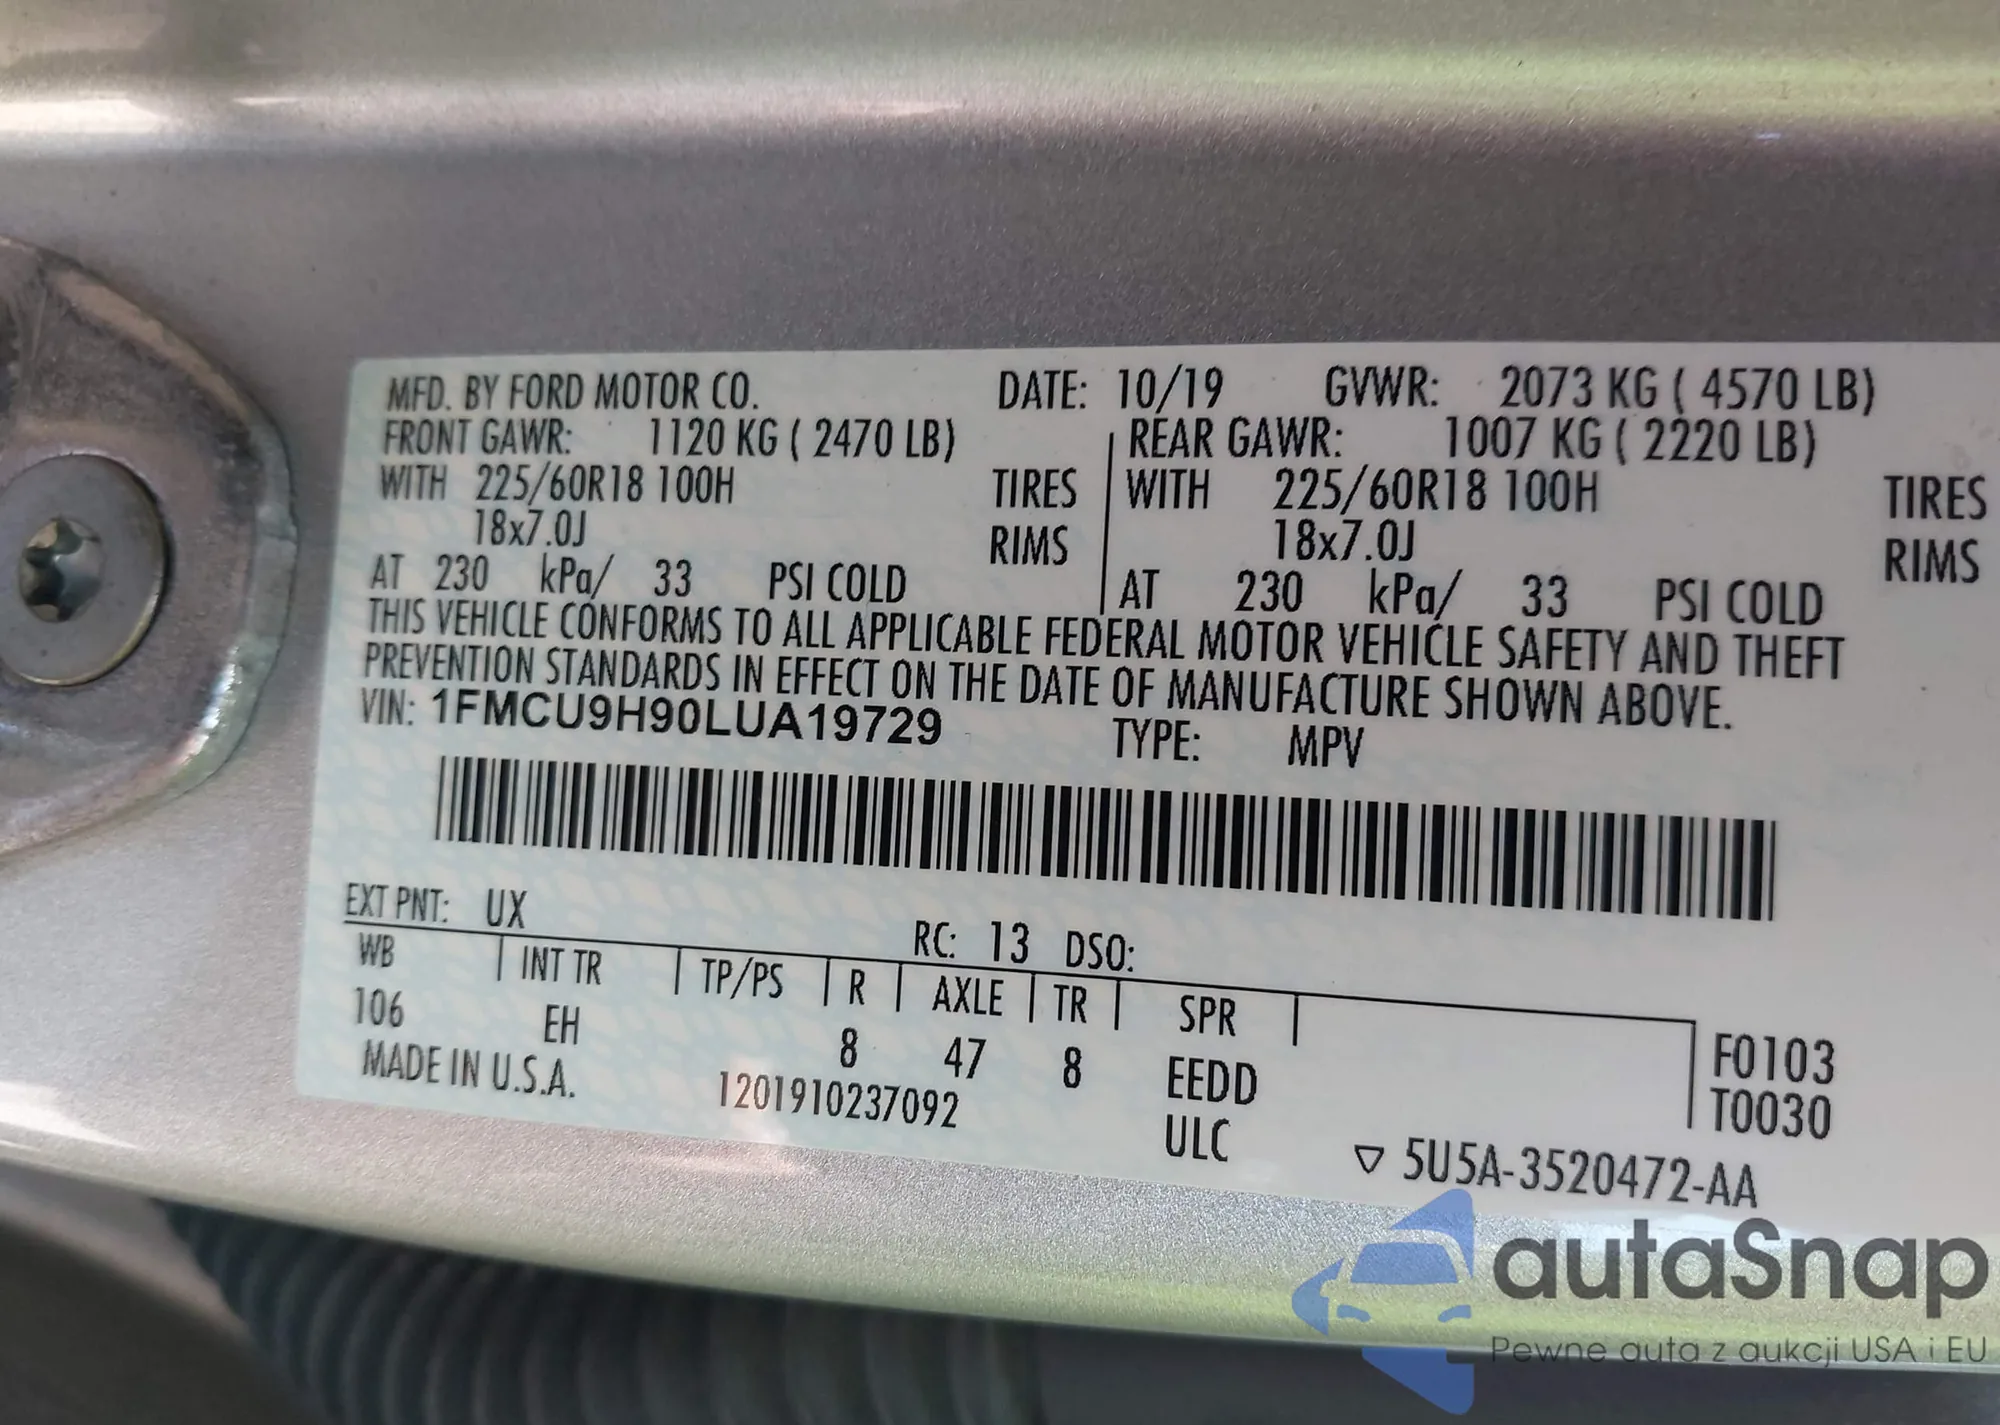 MFD. BY FORD MOTOR CO. DATE: 10/19 GVWR: 2073 KG ( 4570 LB)
FRONT GAWR: 1120 KG ( 2470 LB) REAR GAWR: 1007 KG ( 2220 LB)
WITH 225/60R18 100H TIRES WITH 225/60R18 100H TIRES
18x7.0J RIMS 18x7.0J RIMS
AT 230 kPa/ 33 PSI COLD AT 230 kPa/ 33 PSI COLD
THIS VEHICLE CONFORMS TO ALL APPLICABLE FEDERAL MOTOR VEHICLE SAFETY AND THEFT
PREVENTION STANDARDS IN EFFECT ON THE DATE OF MANUFACTURE SHOWN ABOVE.
VIN: 1FMCU9H90LUA19729 TYPE: MPV
EXT PNT: UX RC: 13 DSO:
WB INT TR TP/PS R AXLE TR SPR
106 EH 8 47 8 EEDD F0103
MADE IN U.S.A. 1201910237092 ULC T0030
5U5A-3520472-AA
autaSnap
Pewne auta z aukcji USA i EU